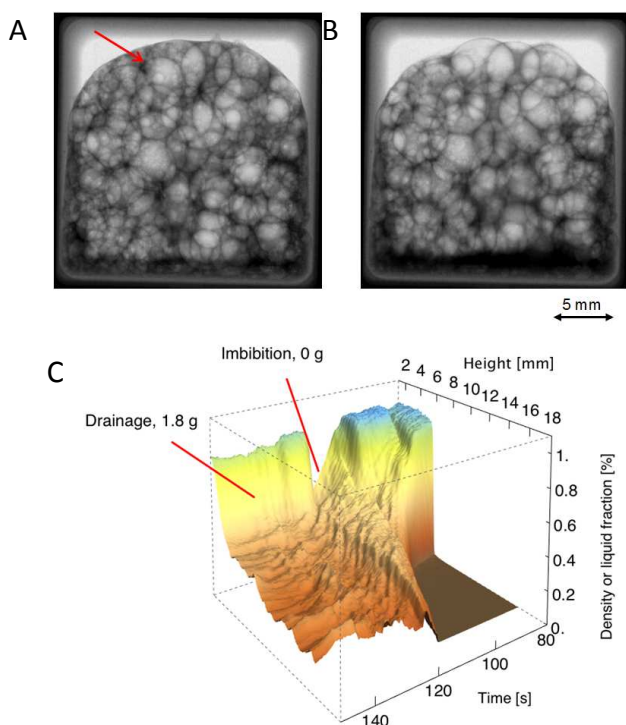 A
B
5 mm
C
Imbibition, 0 g
Drainage, 1.8 g
Height [mm]
2 4 6 8 10 12 14 16 18
1.
0.8
0.6
0.4
0.2
0.
Density or liquid fraction [%]
80
100
120
140
Time [s]